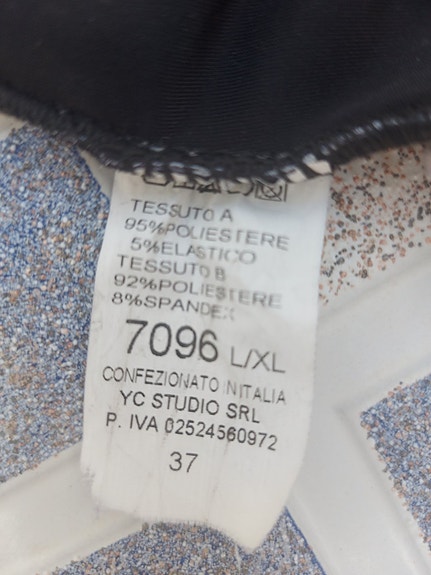 TESSUTO A
95%POLIESTERE
5%ELASTICO
TESSUTO B
92%POLIESTERE
8%SPANDEX
7096 L/XL
CONFEZIONATO IN ITALIA
YC STUDIO SRL
P. IVA 02524560972
37